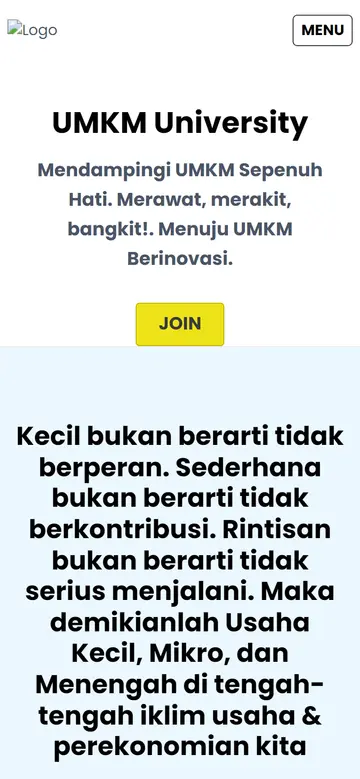 Logo
MENU
UMKM University
Mendampingi UMKM Sepenuh
Hati. Merawat, merakit,
bangkit!. Menuju UMKM
Berinovasi.
JOIN
Kecil bukan berarti tidak
berperan. Sederhana
bukan berarti tidak
berkontribusi. Rintisan
bukan berarti tidak
serius menjalani. Maka
demikianlah Usaha
Kecil, Mikro, dan
Menengah di tengah-
tengah iklim usaha &
perekonomian kita